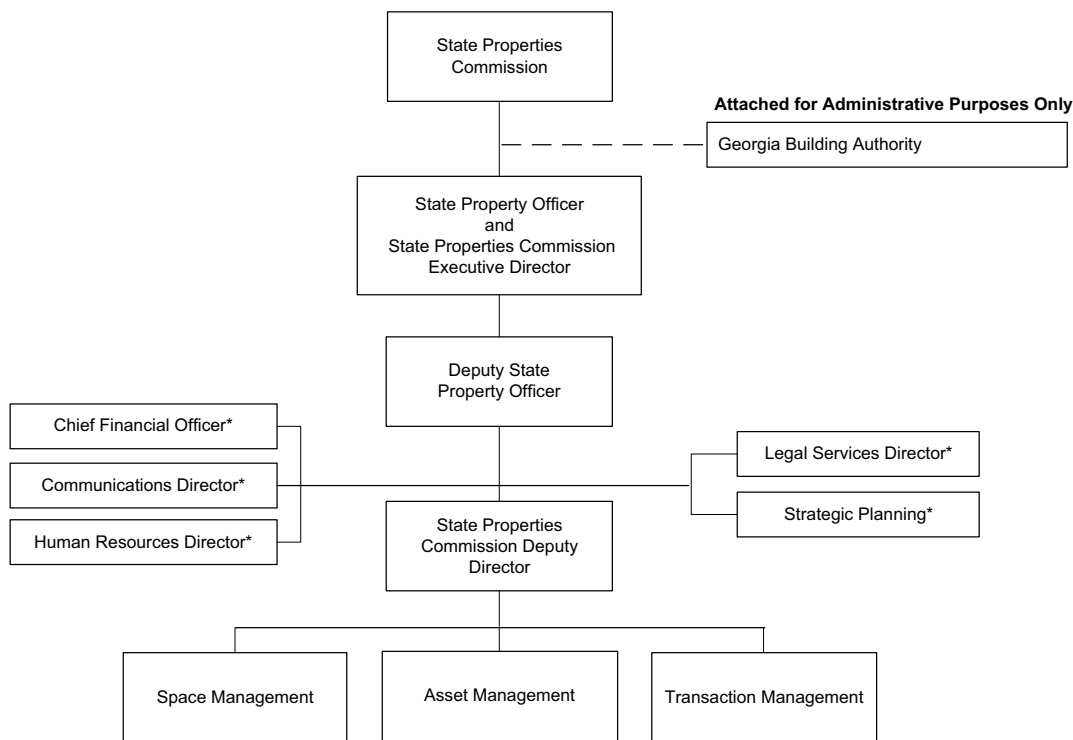 State Properties
Commission
Attached for Administrative Purposes Only
Georgia Building Authority
State Property Officer
and
State Properties Commission
Executive Director
Deputy State
Property Officer
Chief Financial Officer*
Communications Director*
Human Resources Director*
Legal Services Director*
Strategic Planning*
State Properties
Commission Deputy
Director
Space Management
Asset Management
Transaction Management